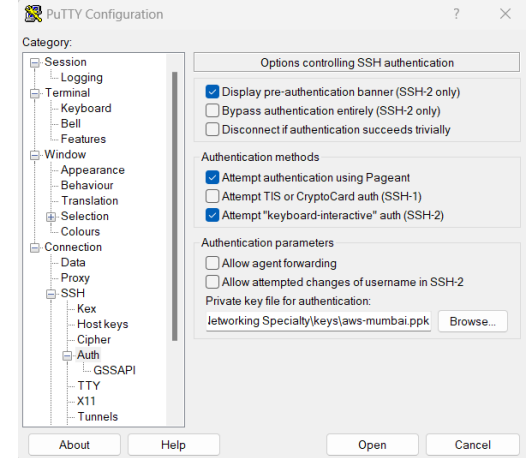 PuTTY Configuration
?
Category:
Session
Logging
Terminal
Keyboard
Bell
Features
Window
Appearance
Behaviour
Translation
Selection
Colours
Connection
Data
Proxy
SSH
Kex
Host keys
Cipher
Auth
GSSAPI
TTY
X11
Tunnels
Options controlling SSH authentication
Display pre-authentication banner (SSH-2 only)
Bypass authentication entirely (SSH-2 only)
Disconnect if authentication succeeds trivially
Authentication methods
Attempt authentication using Pageant
Attempt TIS or CryptoCard auth (SSH-1)
Attempt "keyboard-interactive" auth (SSH-2)
Authentication parameters
Allow agent forwarding
Allow attempted changes of username in SSH-2
Private key file for authentication:
Specialty\keys\aws-mumbai.ppk
Browse...
About
Help
Open
Cancel